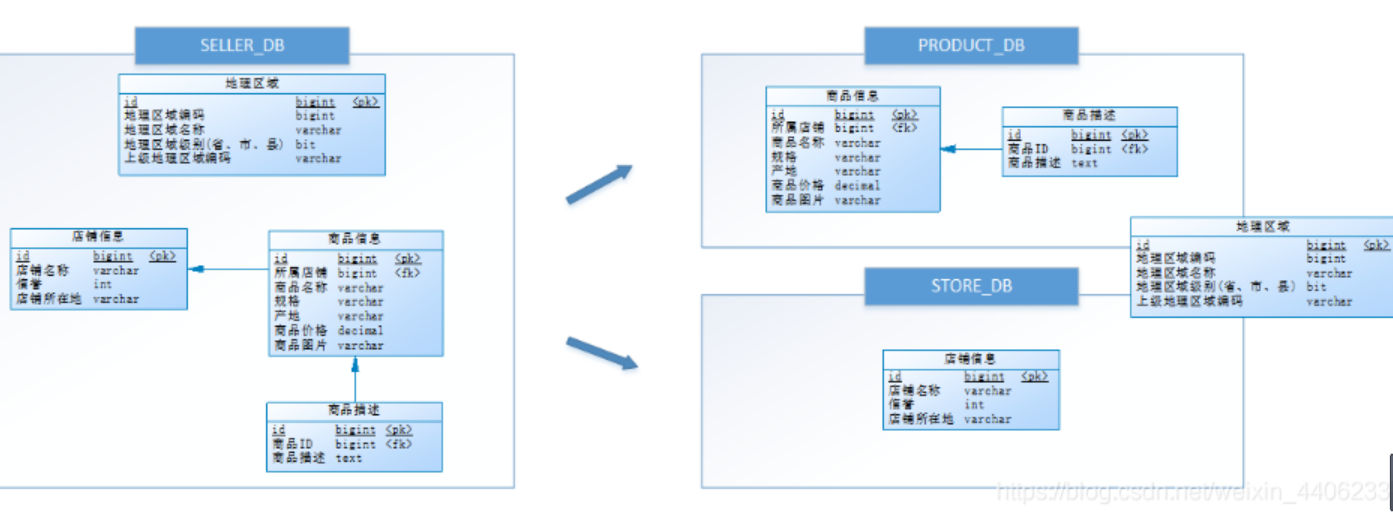 SELLER_DB
地理区域
id bigint <pk>
地理区域编码 bigint
地理区域名称 varchar
地理区域级别(省、市、县) bit
上级地理区域编码 varchar
店铺信息
id bigint <pk>
店铺名称 varchar
信誉 int
店铺所在地 varchar
商品信息
id bigint <pk>
所属店铺 bigint <fk>
商品名称 varchar
规格 varchar
产地 varchar
商品价格 decimal
商品图片 varchar
商品描述
id bigint <pk>
商品ID bigint <fk>
商品描述 text
PRODUCT_DB
商品信息
id bigint <pk>
所属店铺 bigint <fk>
商品名称 varchar
规格 varchar
产地 varchar
商品价格 decimal
商品图片 varchar
商品描述
id bigint <pk>
商品ID bigint <fk>
商品描述 text
地理区域
id bigint <pk>
地理区域编码 bigint
地理区域名称 varchar
地理区域级别(省、市、县) bit
上级地理区域编码 varchar
STORE_DB
店铺信息
id bigint <pk>
店铺名称 varchar
信誉 int
店铺所在地 varchar
https://blog.csdn.net/weixin_4406233